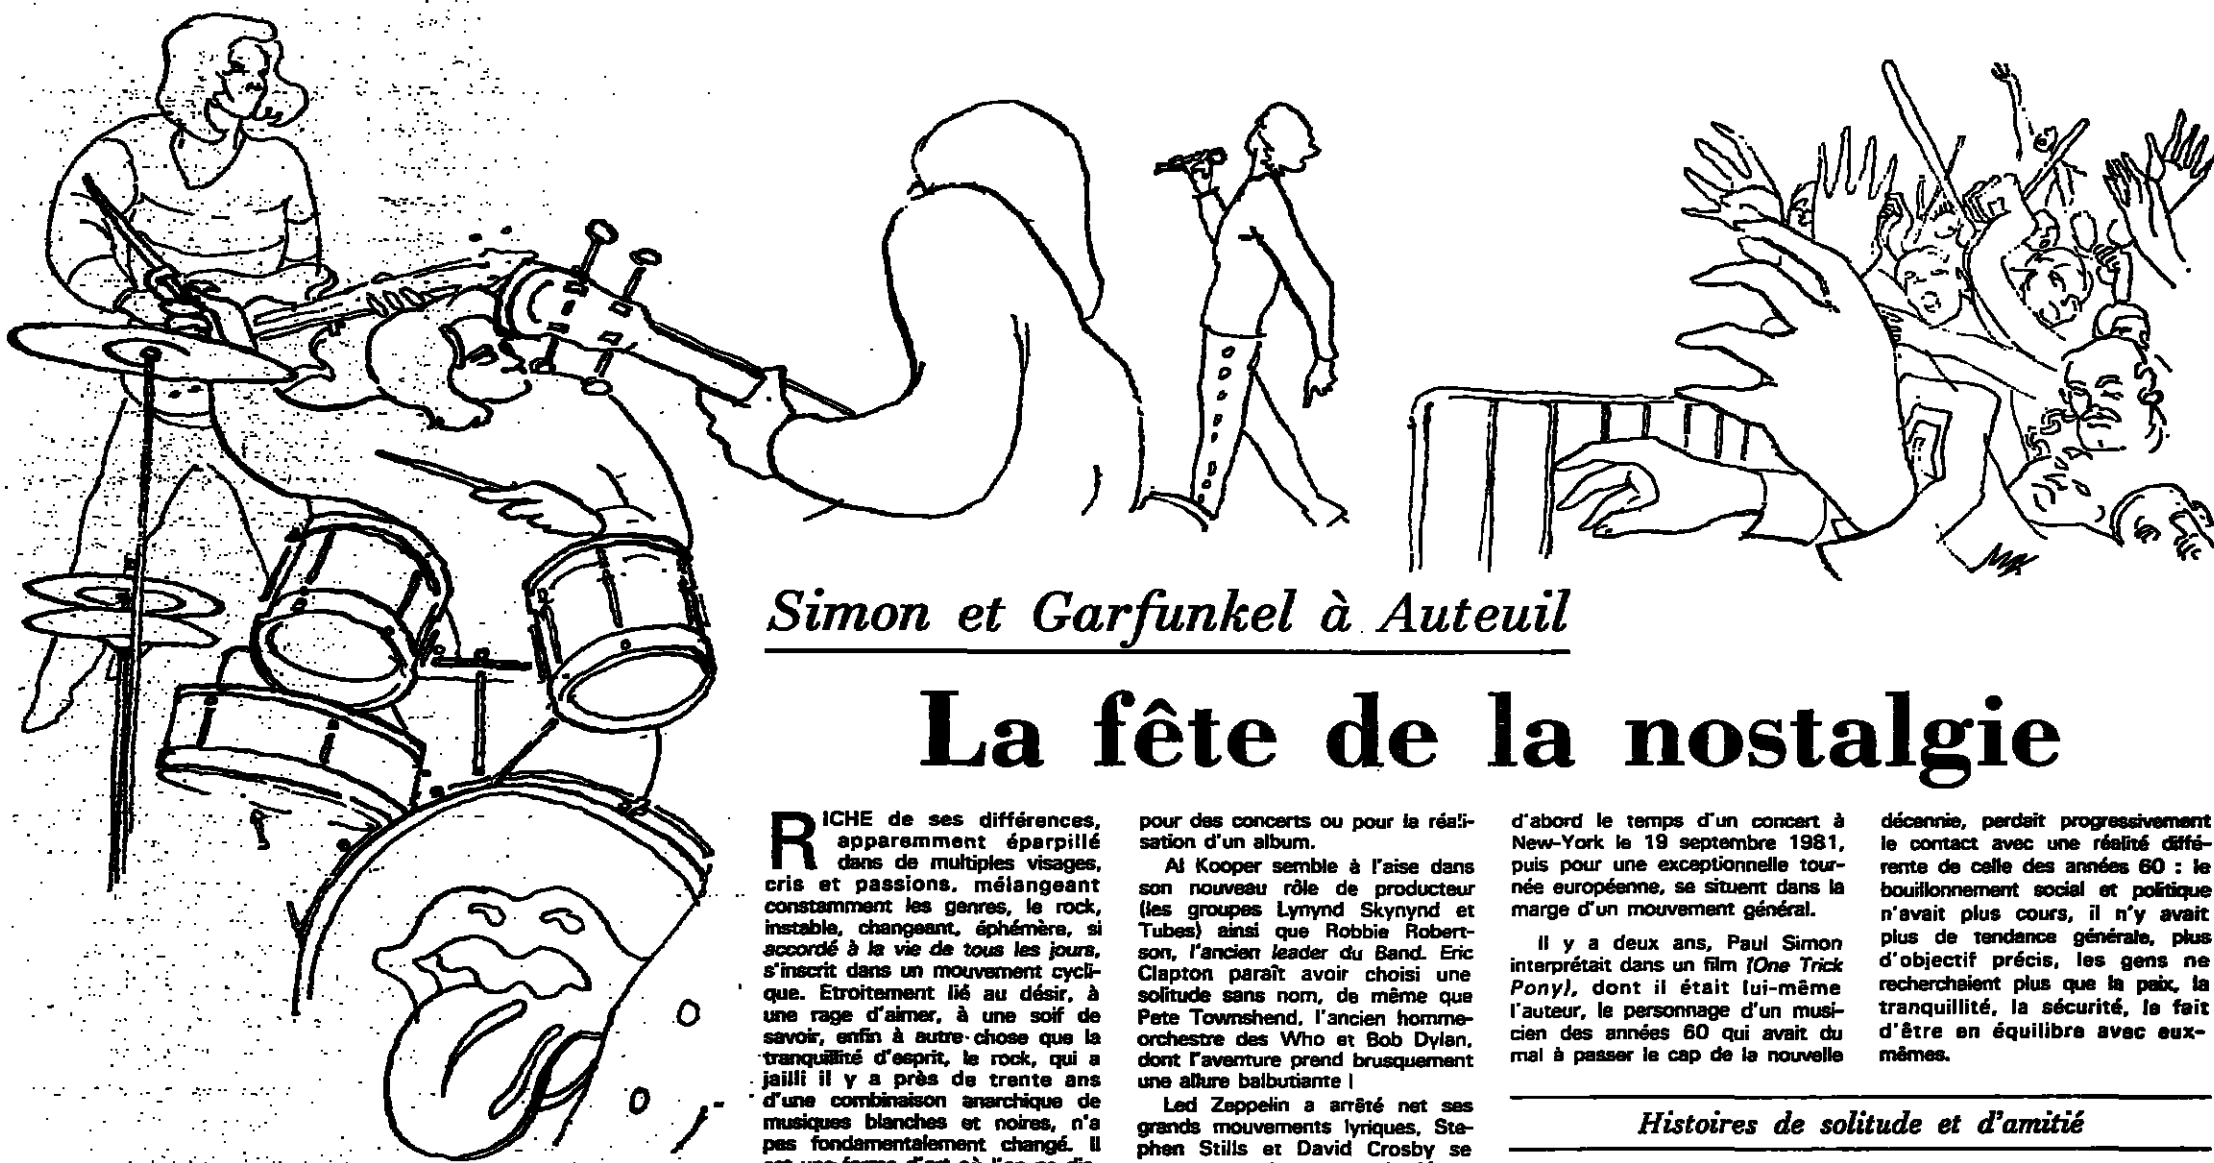 Simon et Garfunkel à Auteuil
La fête de la nostalgie
RICHE de ses différences,
apparemment éparpillé
dans de multiples visages,
cris et passions, mélangeant
constamment les genres, le rock,
instable, changeant, éphémère, si
accordé à la vie de tous les jours,
s'inscrit dans un mouvement cycli-
que. Etroitement lié au désir, à
une rage d'aimer, à une soif de
savoir, enfin à autre chose que la
tranquillité d'esprit, le rock, qui a
jailli il y a près de trente ans
d'une combinaison anarchique de
musiques blanches et noires, n'a
pas fondamentalement changé. Il
pour des concerts ou pour la réali-
sation d'un album.
Al Kooper semble à l'aise dans
son nouveau rôle de producteur
(les groupes Lynynd Skynynd et
Tubes) ainsi que Robbie Robert-
son, l'ancien leader du Band. Eric
Clapton paraît avoir choisi une
solitude sans nom, de même que
Pete Townshend, l'ancien homme-
orchestre des Who et Bob Dylan,
dont l'aventure prend brusquement
une allure balbutiante !
Led Zeppelin a arrêté net ses
grands mouvements lyriques, Ste-
phen Stills et David Crosby se
d'abord le temps d'un concert à
New-York le 19 septembre 1981,
puis pour une exceptionnelle tour-
née européenne, se situent dans la
marge d'un mouvement général.
Il y a deux ans, Paul Simon
interprétait dans un film (One Trick
Pony), dont il était lui-même
l'auteur, le personnage d'un musi-
cien des années 60 qui avait du
mal à passer le cap de la nouvelle
décennie, perdait progressivement
le contact avec une réalité diffé-
rente de celle des années 60 : le
bouillonnement social et politique
n'avait plus cours, il n'y avait
plus de tendance générale, plus
d'objectif précis, les gens ne
recherchaient plus que la paix, la
tranquillité, la sécurité, le fait
d'être en équilibre avec eux-
mêmes.
Histoires de solitude et d'amitié